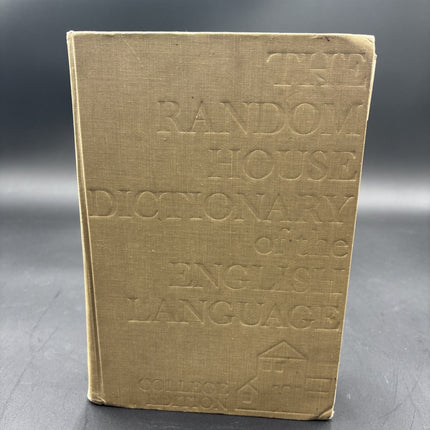 THE
RANDOM
HOUSE
DICTIONARY
of the
ENGLISH
LANGUAGE
COLLEGE
EDITION